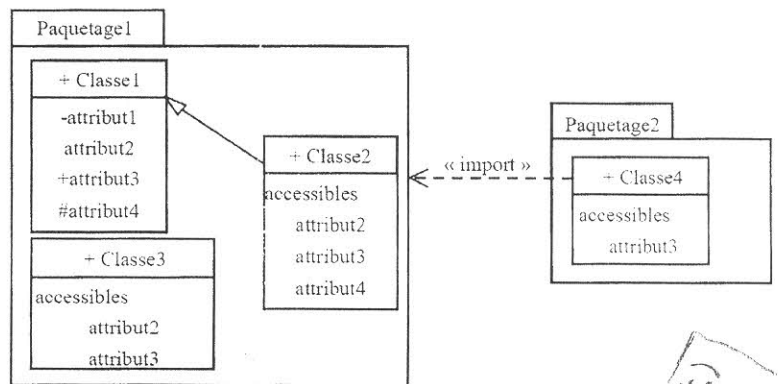 Paquetage1
+ Classe1
-attribut1
attribut2
+attribut3
#attribut4
+ Classe2
accessibles
attribut2
attribut3
attribut4
+ Classe3
accessibles
attribut2
attribut3
« import »
Paquetage2
+ Classe4
accessibles
attribut3